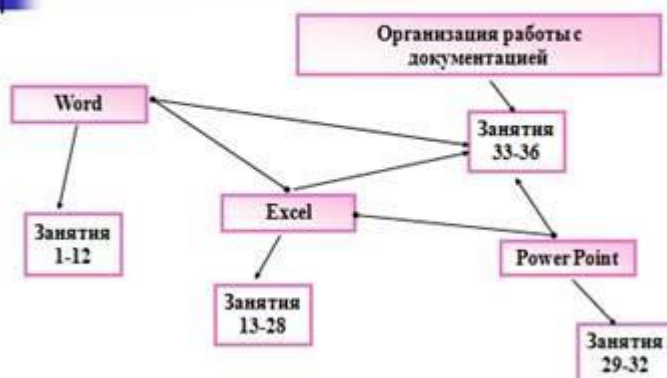 Организация работы с
документацией
Word
Занятия
33-36
Excel
Занятия
1-12
Power Point
Занятия
13-28
Занятия
29-32